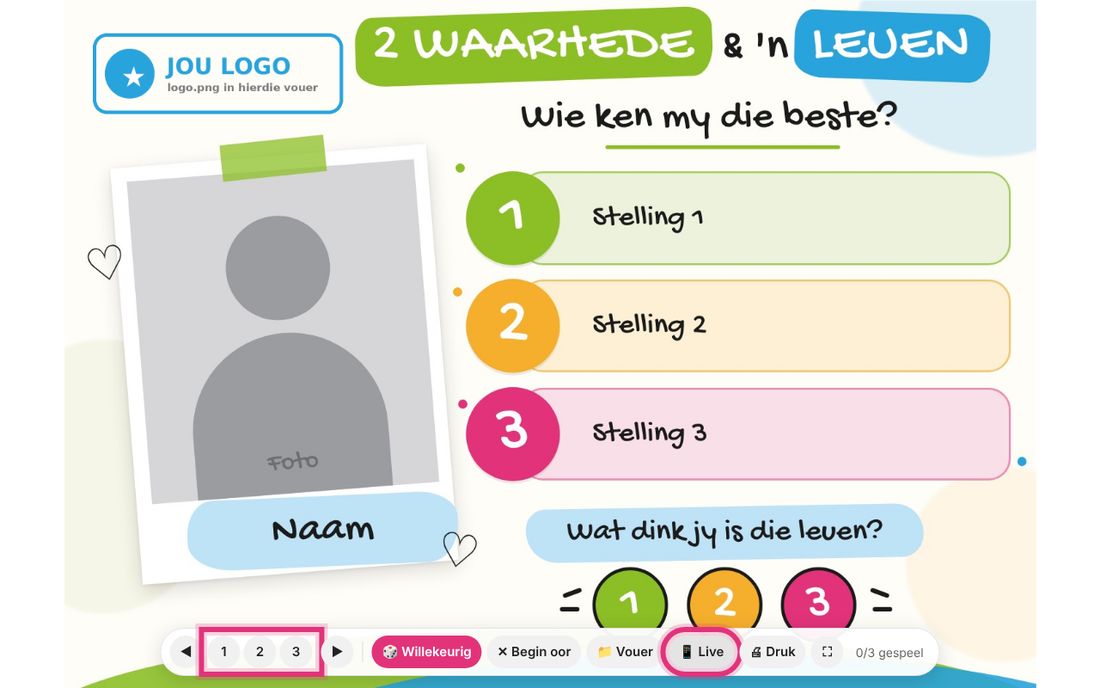 2 WAARHEDE & 'n LEUEN
JOU LOGO
logo.png in hierdie vouer
Wie ken my die beste?
1 Stelling 1
2 Stelling 2
3 Stelling 3
Foto
Naam
Wat dink jy is die leuen?
1 2 3
◀ 1 2 3 ▶ 🎲 Willekeurig ✕ Begin oor 📁 Vouer 📱 Live 🖨 Druk ⛶ 0/3 gespeel